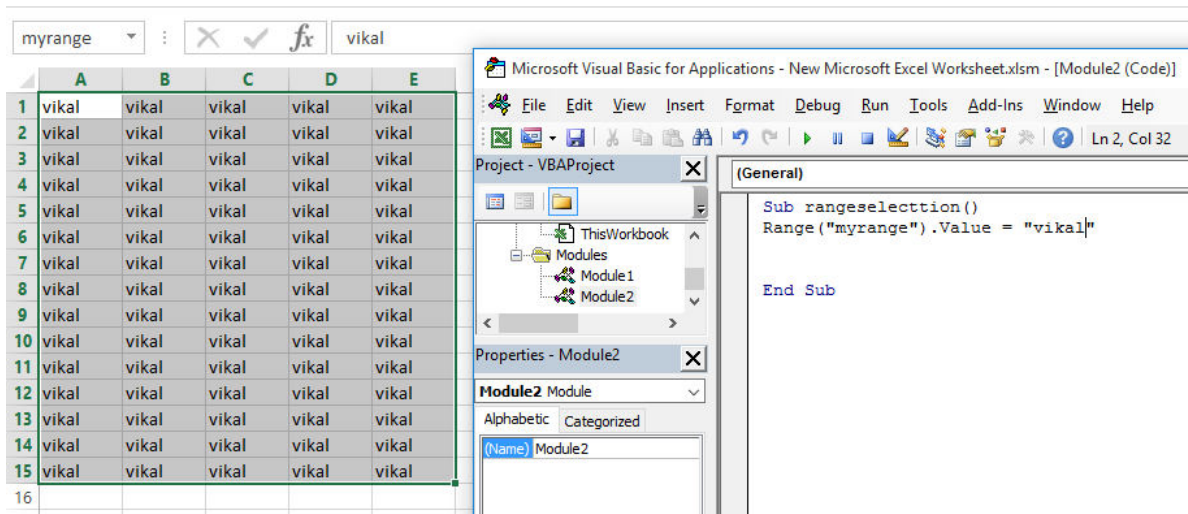 myrange fx vikal
A B C D E
1 vikal vikal vikal vikal vikal
2 vikal vikal vikal vikal vikal
3 vikal vikal vikal vikal vikal
4 vikal vikal vikal vikal vikal
5 vikal vikal vikal vikal vikal
6 vikal vikal vikal vikal vikal
7 vikal vikal vikal vikal vikal
8 vikal vikal vikal vikal vikal
9 vikal vikal vikal vikal vikal
10 vikal vikal vikal vikal vikal
11 vikal vikal vikal vikal vikal
12 vikal vikal vikal vikal vikal
13 vikal vikal vikal vikal vikal
14 vikal vikal vikal vikal vikal
15 vikal vikal vikal vikal vikal
16
Microsoft Visual Basic for Applications - New Microsoft Excel Worksheet.xlsm - [Module2 (Code)]
File Edit View Insert Format Debug Run Tools Add-Ins Window Help
Ln 2, Col 32
Project - VBAProject
ThisWorkbook
Modules
Module1
Module2
Properties - Module2
Module2 Module
Alphabetic Categorized
(Name) Module2
(General)
Sub rangeselecttion()
Range("myrange").Value = "vikal"
End Sub